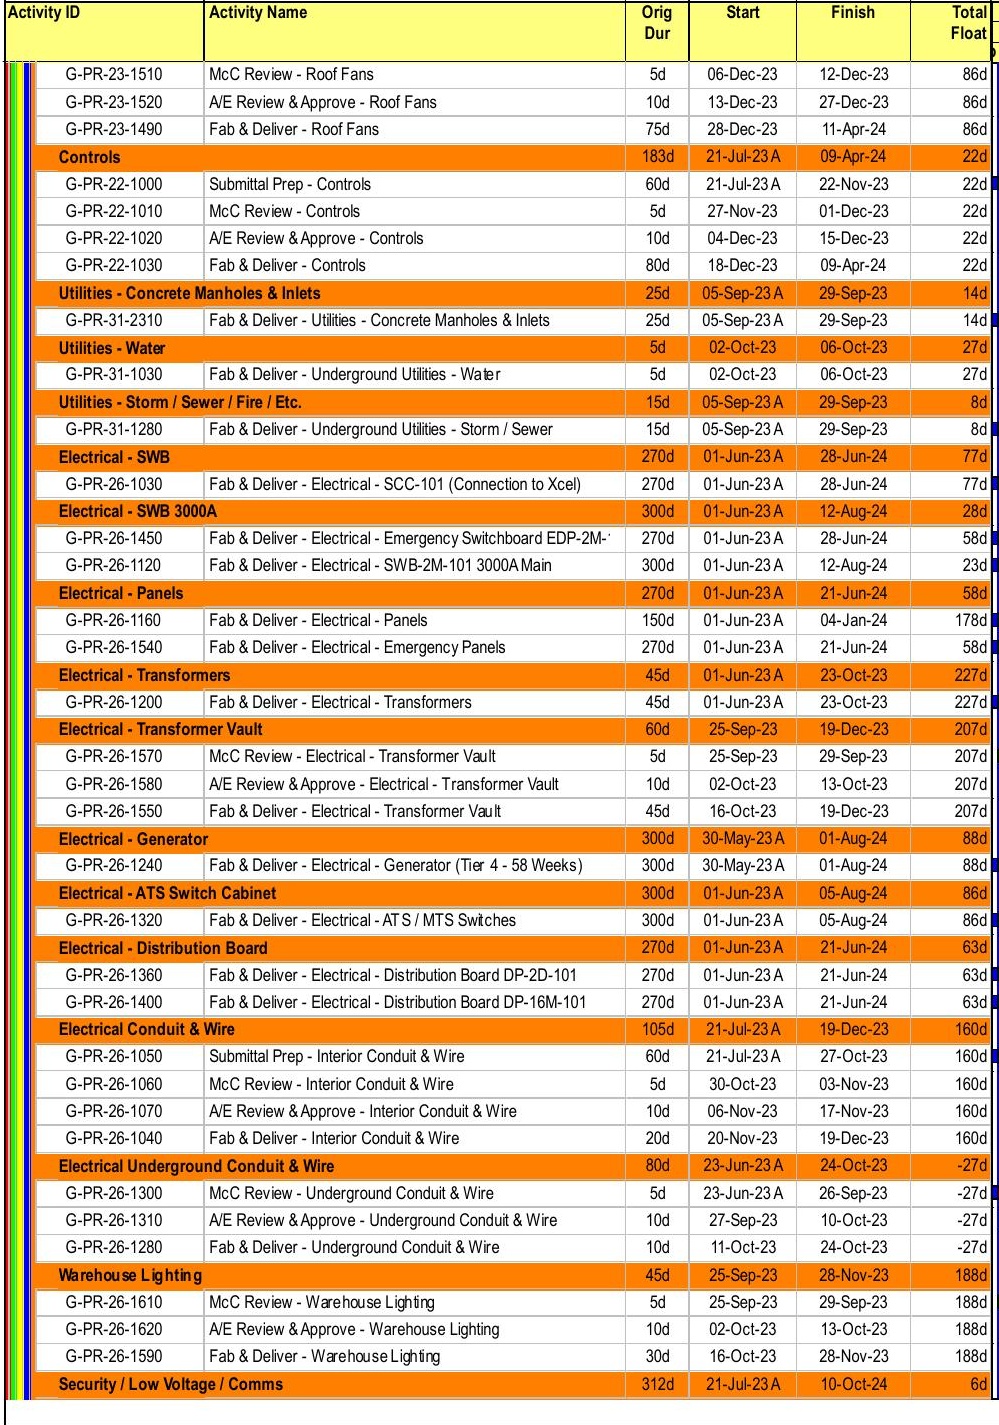 Activity ID Activity Name Orig Dur Start Finish Total Float
G-PR-23-1510 McC Review - Roof Fans 5d 06-Dec-23 12-Dec-23 86d
G-PR-23-1520 A/E Review & Approve - Roof Fans 10d 13-Dec-23 27-Dec-23 86d
G-PR-23-1490 Fab & Deliver - Roof Fans 75d 28-Dec-23 11-Apr-24 86d
Controls 183d 21-Jul-23 A 09-Apr-24 22d
G-PR-22-1000 Submittal Prep - Controls 60d 21-Jul-23 A 22-Nov-23 22d
G-PR-22-1010 McC Review - Controls 5d 27-Nov-23 01-Dec-23 22d
G-PR-22-1020 A/E Review & Approve - Controls 10d 04-Dec-23 15-Dec-23 22d
G-PR-22-1030 Fab & Deliver - Controls 80d 18-Dec-23 09-Apr-24 22d
Utilities - Concrete Manholes & Inlets 25d 05-Sep-23 A 29-Sep-23 14d
G-PR-31-2310 Fab & Deliver - Utilities - Concrete Manholes & Inlets 25d 05-Sep-23 A 29-Sep-23 14d
Utilities - Water 5d 02-Oct-23 06-Oct-23 27d
G-PR-31-1030 Fab & Deliver - Underground Utilities - Water 5d 02-Oct-23 06-Oct-23 27d
Utilities - Storm / Sewer / Fire / Etc. 15d 05-Sep-23 A 29-Sep-23 8d
G-PR-31-1280 Fab & Deliver - Underground Utilities - Storm / Sewer 15d 05-Sep-23 A 29-Sep-23 8d
Electrical - SWB 270d 01-Jun-23 A 28-Jun-24 77d
G-PR-26-1030 Fab & Deliver - Electrical - SCC-101 (Connection to Xcel) 270d 01-Jun-23 A 28-Jun-24 77d
Electrical - SWB 3000A 300d 01-Jun-23 A 12-Aug-24 28d
G-PR-26-1450 Fab & Deliver - Electrical - Emergency Switchboard EDP-2M- 270d 01-Jun-23 A 28-Jun-24 58d
G-PR-26-1120 Fab & Deliver - Electrical - SWB-2M-101 3000A Main 300d 01-Jun-23 A 12-Aug-24 23d
Electrical - Panels 270d 01-Jun-23 A 21-Jun-24 58d
G-PR-26-1160 Fab & Deliver - Electrical - Panels 150d 01-Jun-23 A 04-Jan-24 178d
G-PR-26-1540 Fab & Deliver - Electrical - Emergency Panels 270d 01-Jun-23 A 21-Jun-24 58d
Electrical - Transformers 45d 01-Jun-23 A 23-Oct-23 227d
G-PR-26-1200 Fab & Deliver - Electrical - Transformers 45d 01-Jun-23 A 23-Oct-23 227d
Electrical - Transformer Vault 60d 25-Sep-23 19-Dec-23 207d
G-PR-26-1570 McC Review - Electrical - Transformer Vault 5d 25-Sep-23 29-Sep-23 207d
G-PR-26-1580 A/E Review & Approve - Electrical - Transformer Vault 10d 02-Oct-23 13-Oct-23 207d
G-PR-26-1550 Fab & Deliver - Electrical - Transformer Vault 45d 16-Oct-23 19-Dec-23 207d
Electrical - Generator 300d 30-May-23 A 01-Aug-24 88d
G-PR-26-1240 Fab & Deliver - Electrical - Generator (Tier 4 - 58 Weeks) 300d 30-May-23 A 01-Aug-24 88d
Electrical - ATS Switch Cabinet 300d 01-Jun-23 A 05-Aug-24 86d
G-PR-26-1320 Fab & Deliver - Electrical - ATS / MTS Switches 300d 01-Jun-23 A 05-Aug-24 86d
Electrical - Distribution Board 270d 01-Jun-23 A 21-Jun-24 63d
G-PR-26-1360 Fab & Deliver - Electrical - Distribution Board DP-2D-101 270d 01-Jun-23 A 21-Jun-24 63d
G-PR-26-1400 Fab & Deliver - Electrical - Distribution Board DP-16M-101 270d 01-Jun-23 A 21-Jun-24 63d
Electrical Conduit & Wire 105d 21-Jul-23 A 19-Dec-23 160d
G-PR-26-1050 Submittal Prep - Interior Conduit & Wire 60d 21-Jul-23 A 27-Oct-23 160d
G-PR-26-1060 McC Review - Interior Conduit & Wire 5d 30-Oct-23 03-Nov-23 160d
G-PR-26-1070 A/E Review & Approve - Interior Conduit & Wire 10d 06-Nov-23 17-Nov-23 160d
G-PR-26-1040 Fab & Deliver - Interior Conduit & Wire 20d 20-Nov-23 19-Dec-23 160d
Electrical Underground Conduit & Wire 80d 23-Jun-23 A 24-Oct-23 -27d
G-PR-26-1300 McC Review - Underground Conduit & Wire 5d 23-Jun-23 A 26-Sep-23 -27d
G-PR-26-1310 A/E Review & Approve - Underground Conduit & Wire 10d 27-Sep-23 10-Oct-23 -27d
G-PR-26-1280 Fab & Deliver - Underground Conduit & Wire 10d 11-Oct-23 24-Oct-23 -27d
Warehouse Lighting 45d 25-Sep-23 28-Nov-23 188d
G-PR-26-1610 McC Review - Warehouse Lighting 5d 25-Sep-23 29-Sep-23 188d
G-PR-26-1620 A/E Review & Approve - Warehouse Lighting 10d 02-Oct-23 13-Oct-23 188d
G-PR-26-1590 Fab & Deliver - Warehouse Lighting 30d 16-Oct-23 28-Nov-23 188d
Security / Low Voltage / Comms 312d 21-Jul-23 A 10-Oct-24 6d